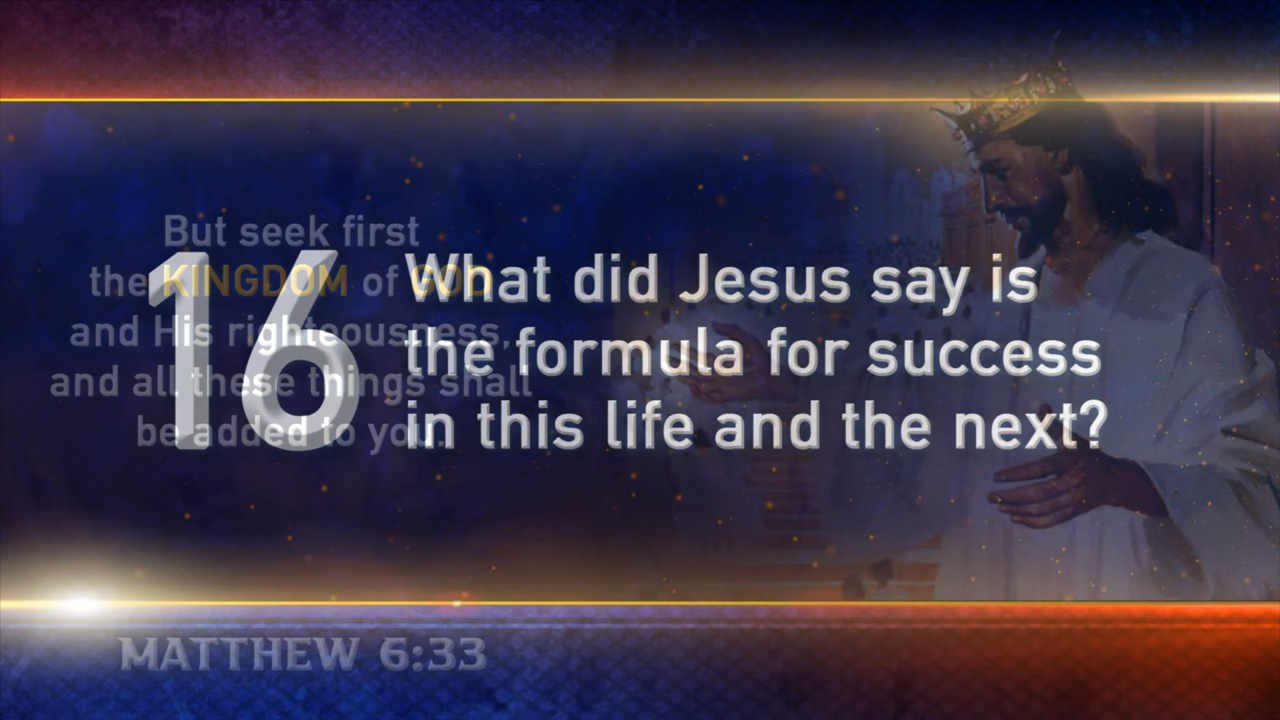 16
What did Jesus say is
the formula for success
in this life and the next?
But seek first
the KINGDOM of GOD
and His righteousness,
and all these things shall
be added to you.
MATTHEW 6:33